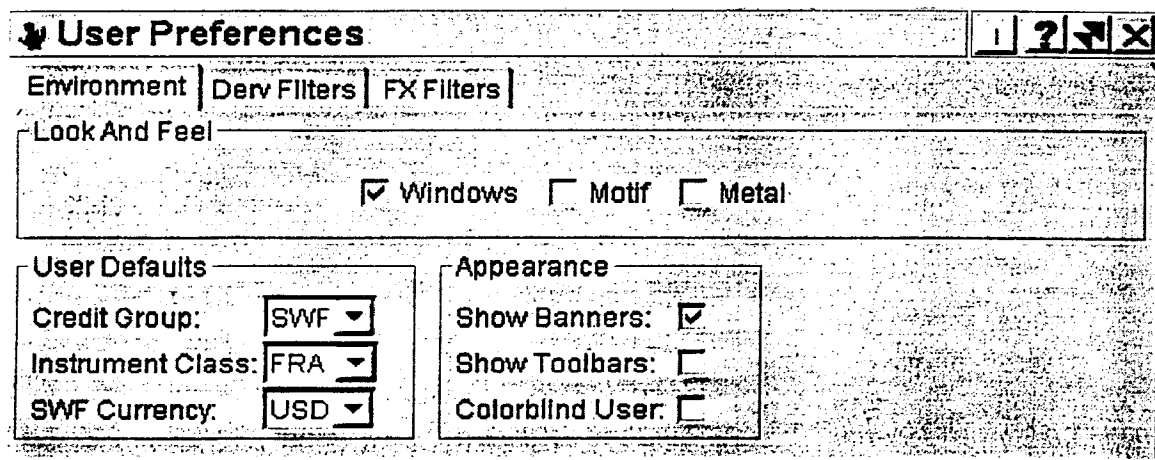 User Preferences
Environment Derv Filters FX Filters
Look And Feel
Windows Motif Metal
User Defaults
Credit Group: SWF
Instrument Class: FRA
SWF Currency: USD
Appearance
Show Banners:
Show Toolbars:
Colorblind User: